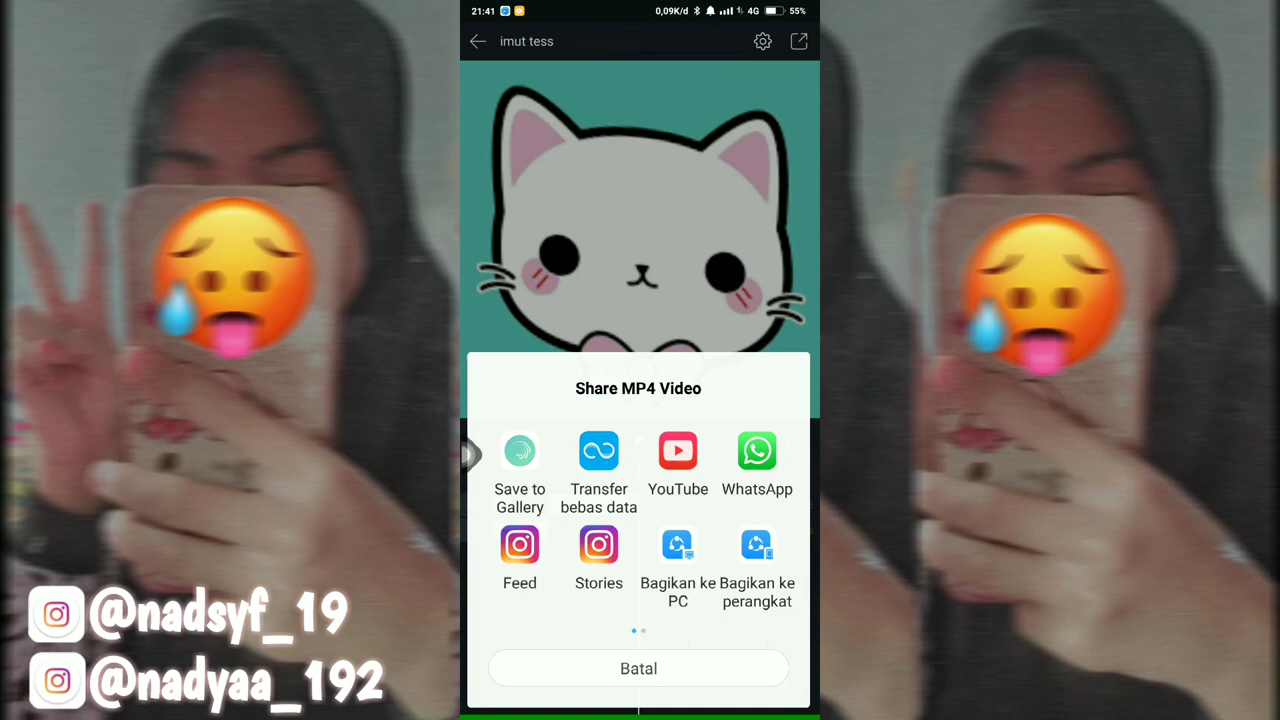 21:41
0,09K/d
4G
55%
imut tess
Share MP4 Video
Save to
Gallery
Transfer
bebas data
YouTube
WhatsApp
Feed
Stories
Bagikan ke
PC
Bagikan ke
perangkat
Batal
@nadsyf_19
@nadyaa_192